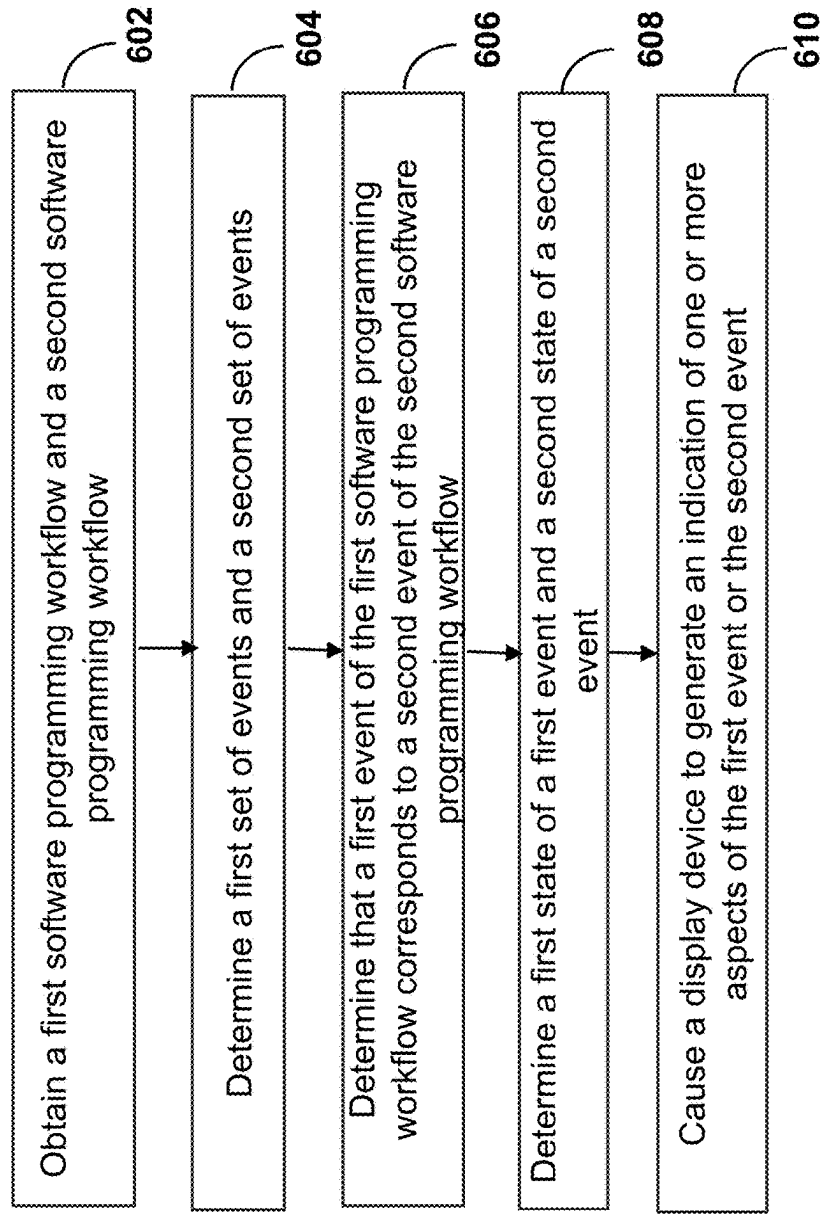 Obtain a first software programming workflow and a second software
programming workflow
602
Determine a first set of events and a second set of events
604
Determine that a first event of the first software programming
workflow corresponds to a second event of the second software
programming workflow
606
Determine a first state of a first event and a second state of a second
event
608
Cause a display device to generate an indication of one or more
aspects of the first event or the second event
610